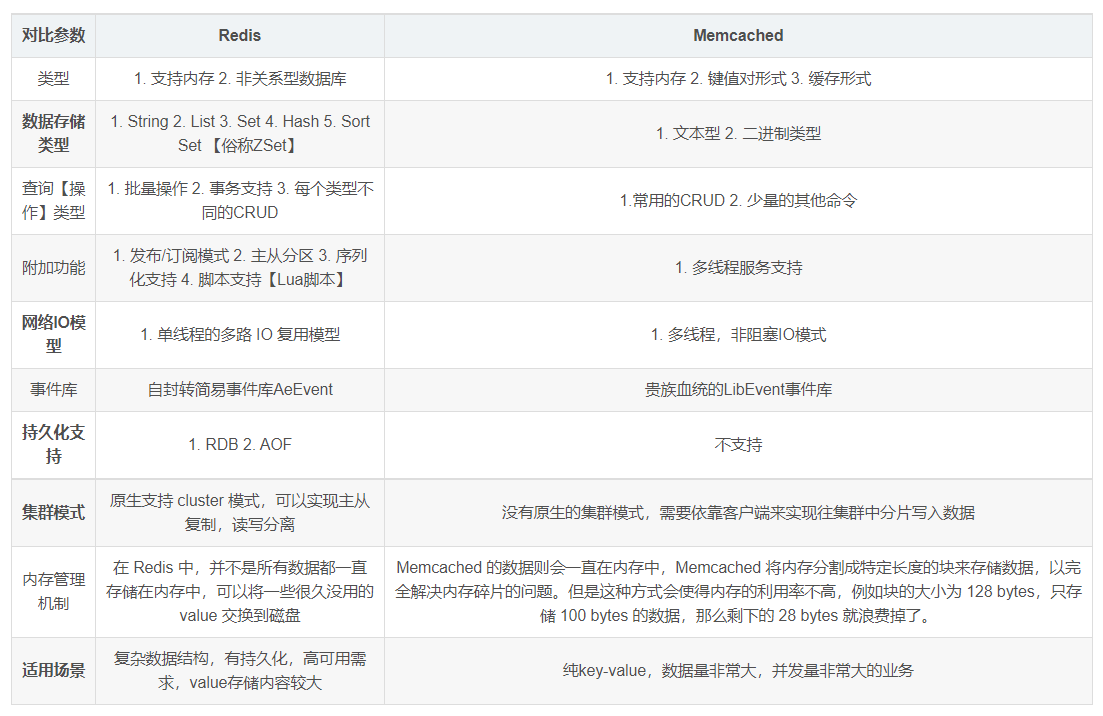 对比参数 Redis Memcached
类型 1. 支持内存 2. 非关系型数据库 1. 支持内存 2. 键值对形式 3. 缓存形式
数据存储
类型
1. String 2. List 3. Set 4. Hash 5. Sort
Set 【俗称ZSet】
1. 文本型 2. 二进制类型
查询【操
作】类型
1. 批量操作 2. 事务支持 3. 每个类型不
同的CRUD
1.常用的CRUD 2. 少量的其他命令
附加功能
1. 发布/订阅模式 2. 主从分区 3. 序列
化支持 4. 脚本支持【Lua脚本】
1. 多线程服务支持
网络IO模
型
1. 单线程的多路 IO 复用模型
1. 多线程，非阻塞IO模式
事件库 自封转简易事件库AeEvent 贵族血统的LibEvent事件库
持久化支
持
1. RDB 2. AOF
不支持
集群模式
原生支持 cluster 模式，可以实现主从
复制，读写分离
没有原生的集群模式，需要依靠客户端来实现往集群中分片写入数据
内存管理
机制
在 Redis 中，并不是所有数据都一直
存储在内存中，可以将一些很久没用的
value 交换到磁盘
Memcached 的数据则会一直在内存中，Memcached 将内存分割成特定长度的块来存储数据，以完
全解决内存碎片的问题。但是这种方式会使得内存的利用率不高，例如块的大小为 128 bytes，只存
储 100 bytes 的数据，那么剩下的 28 bytes 就浪费掉了。
适用场景
复杂数据结构，有持久化，高可用需
求，value存储内容较大
纯key-value，数据量非常大，并发量非常大的业务